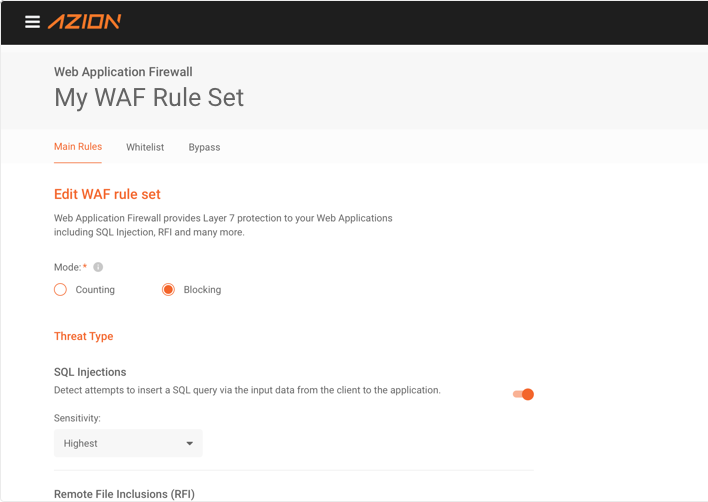 AZION
Web Application Firewall
My WAF Rule Set
Main Rules Whitelist Bypass
Edit WAF rule set
Web Application Firewall provides Layer 7 protection to your Web Applications
including SQL Injection, RFI and many more.
Mode:* i
Counting Blocking
Threat Type
SQL Injections
Detect attempts to insert a SQL query via the input data from the client to the application.
Sensitivity:
Highest
Remote File Inclusions (RFI)